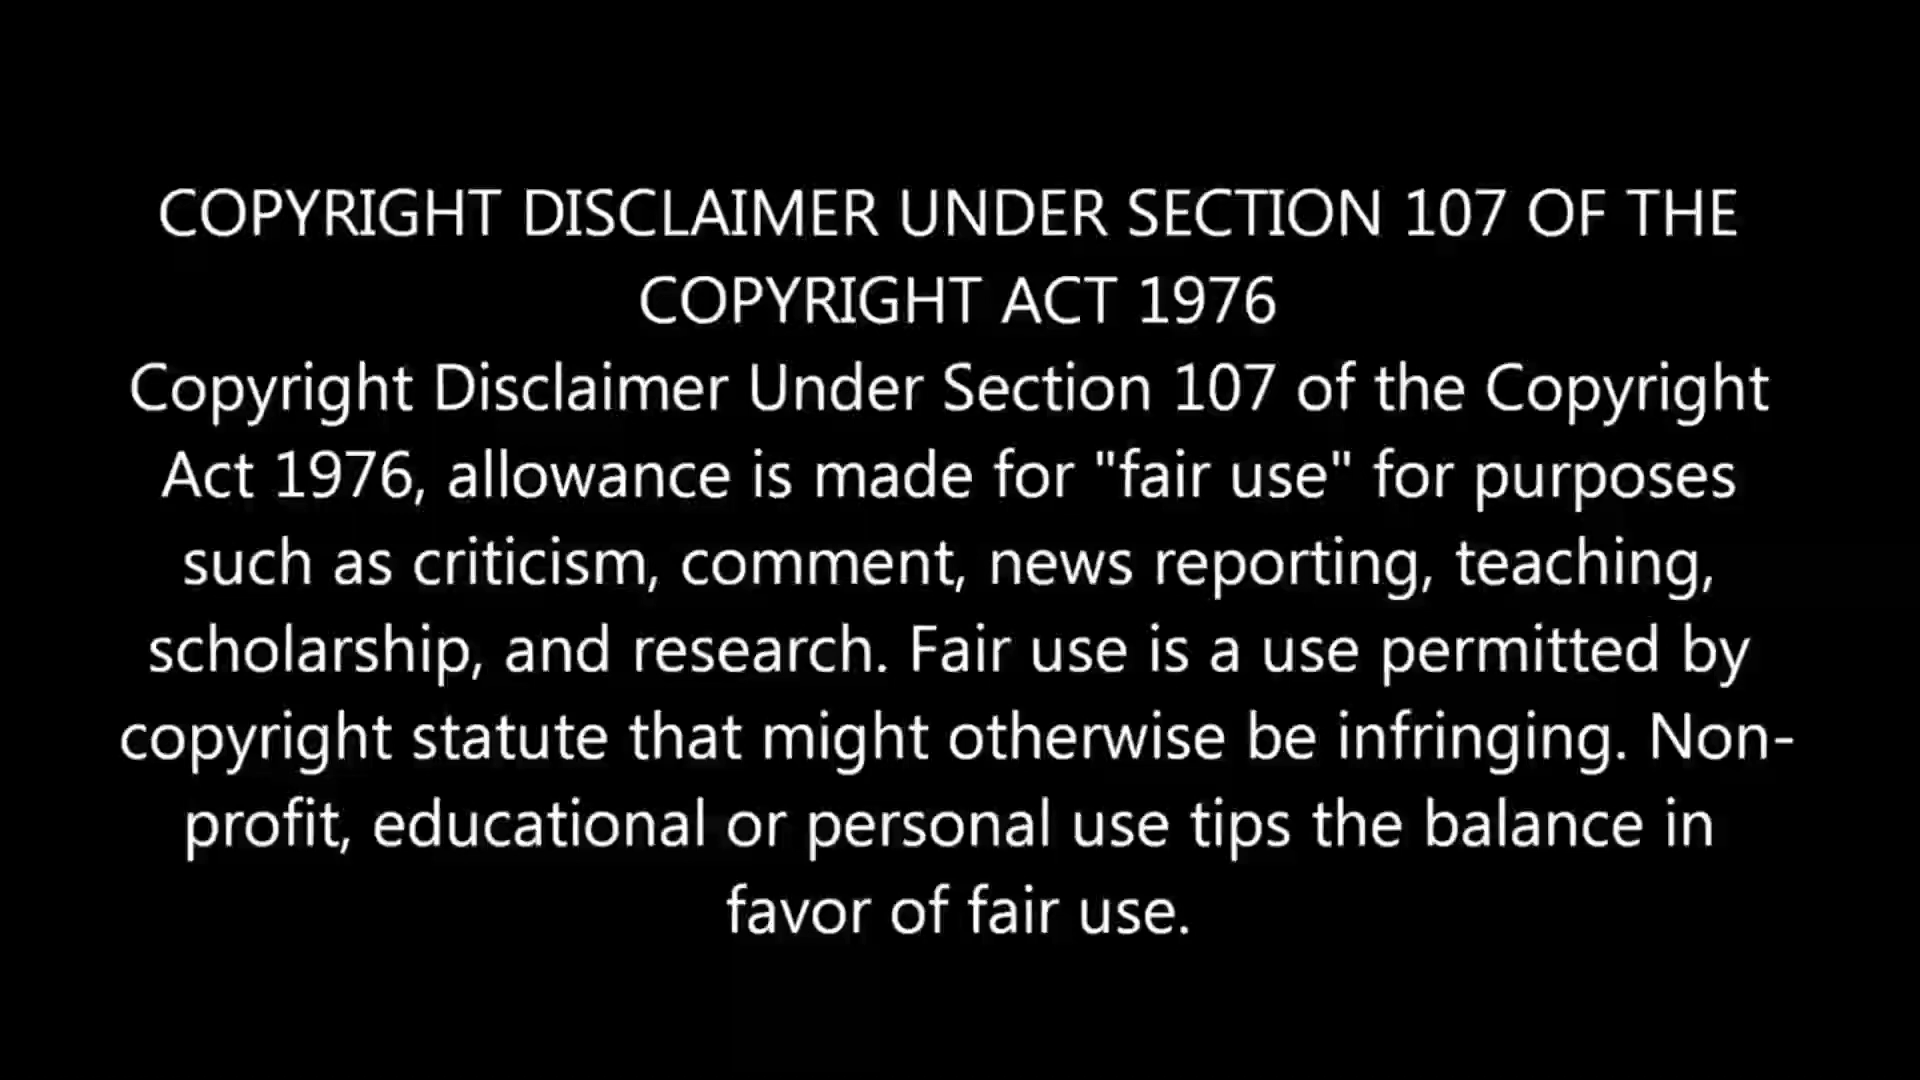 COPYRIGHT DISCLAIMER UNDER SECTION 107 OF THE
COPYRIGHT ACT 1976
Copyright Disclaimer Under Section 107 of the Copyright
Act 1976, allowance is made for "fair use" for purposes
such as criticism, comment, news reporting, teaching,
scholarship, and research. Fair use is a use permitted by
copyright statute that might otherwise be infringing. Non-
profit, educational or personal use tips the balance in
favor of fair use.